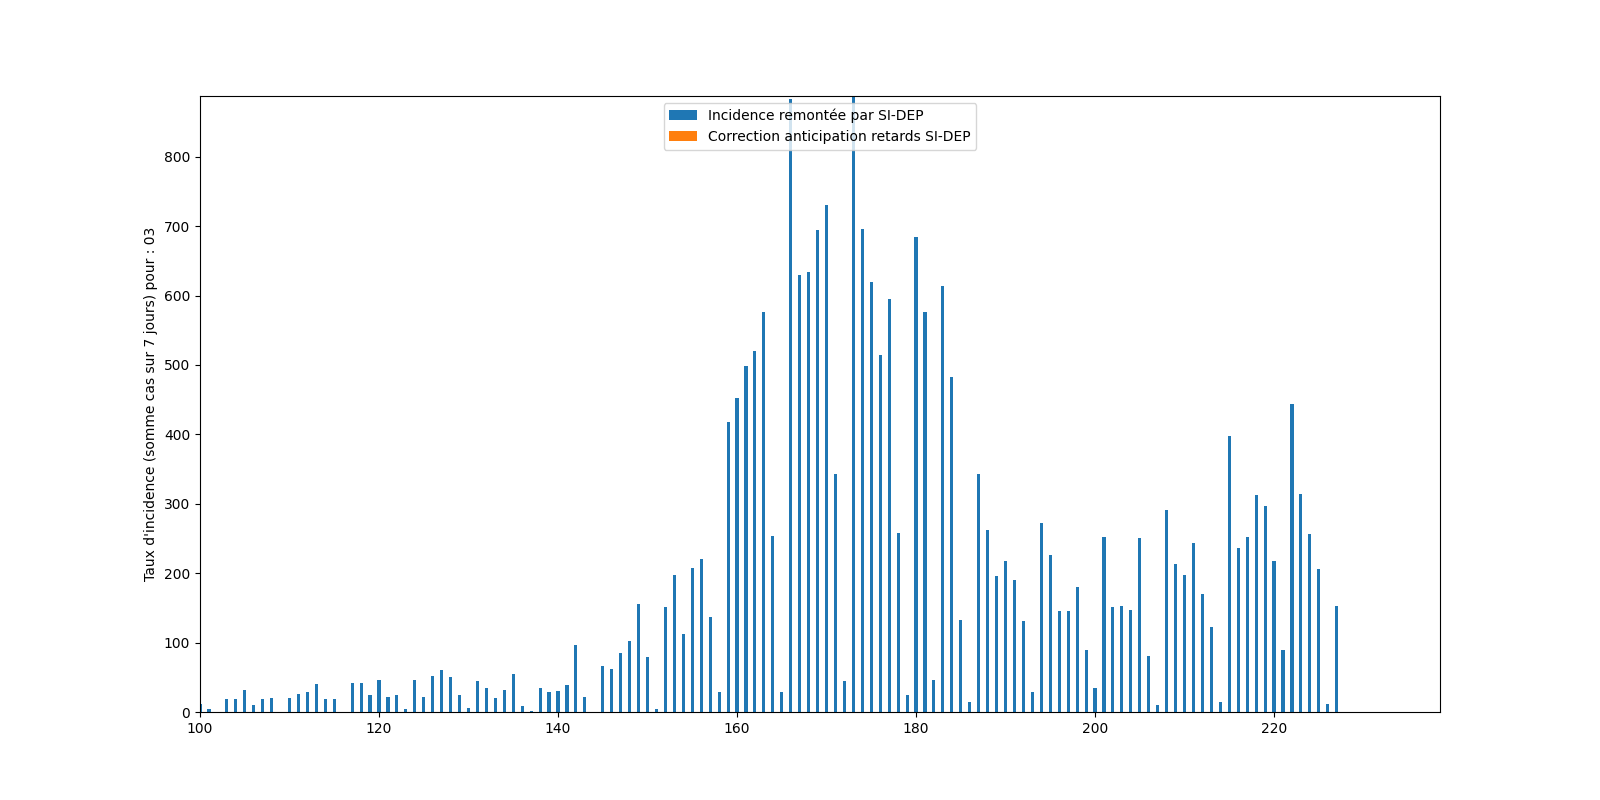 Incidence remontée par SI-DEP
Correction anticipation retards SI-DEP
Taux d'incidence (somme cas sur 7 jours) pour : 03
800
700
600
500
400
300
200
100
0
100 120 140 160 180 200 220